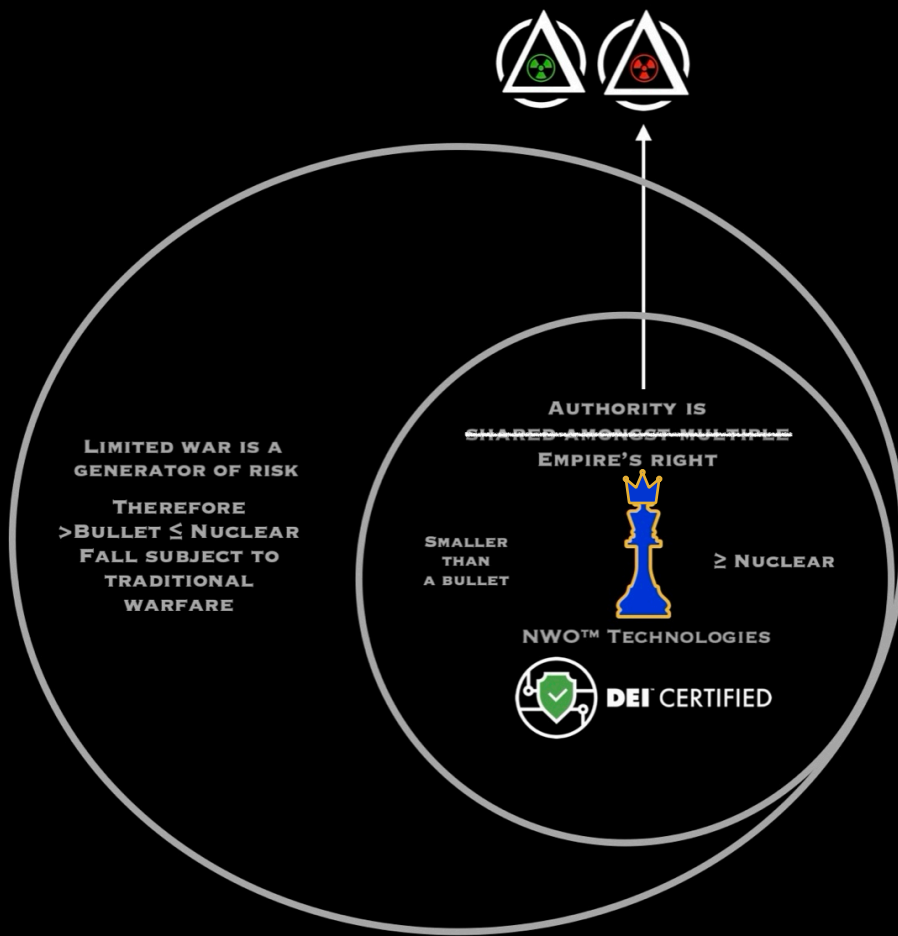 LIMITED WAR IS A
GENERATOR OF RISK
THEREFORE
>BULLET ≤ NUCLEAR
FALL SUBJECT TO
TRADITIONAL
WARFARE
AUTHORITY IS
SHARED AMONGST MULTIPLE
EMPIRE'S RIGHT
SMALLER
THAN
A BULLET
≥ NUCLEAR
NWO™ TECHNOLOGIES
DEI™ CERTIFIED